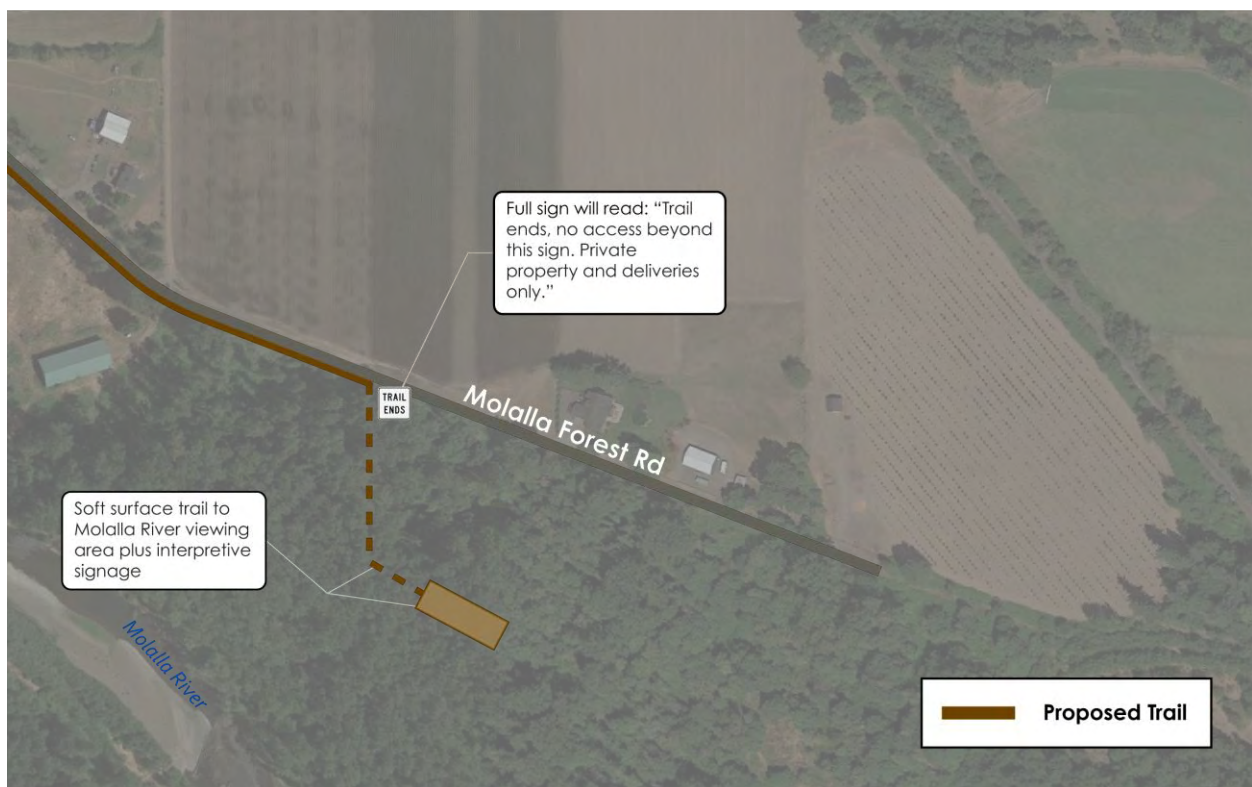 Full sign will read: “Trail
ends, no access beyond
this sign. Private
property and deliveries
only.”
TRAIL
ENDS
Molalla Forest Rd
Soft surface trail to
Molalla River viewing
area plus interpretive
signage
Molalla River
Proposed Trail